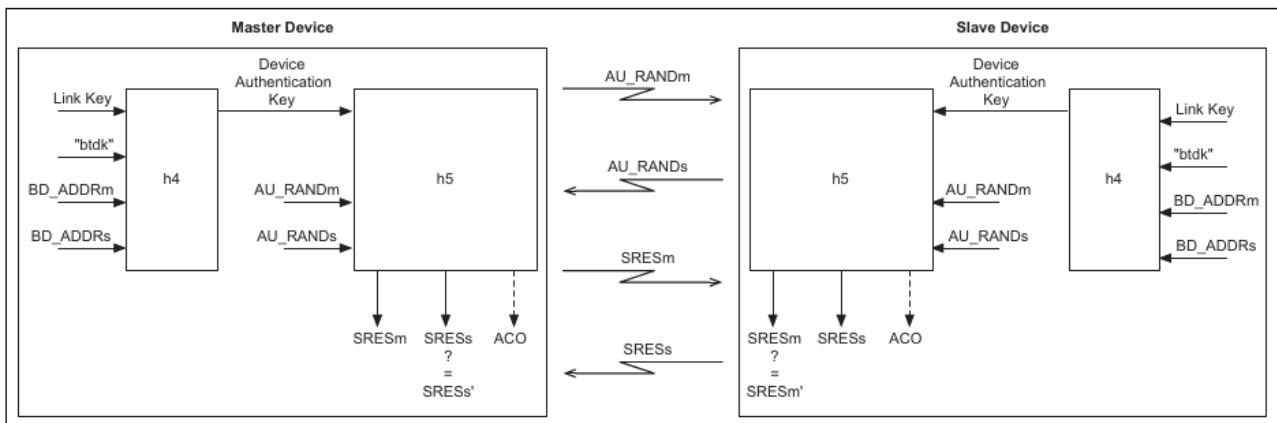 Master Device
Slave Device
Device
Authentication
Key
Link Key
"btdk"
BD_ADDRm
BD_ADDRs
h4
AU_RANDm
AU_RANDs
h5
SRESm
SRESs
?
=
SRESs'
ACO
AU_RANDm
AU_RANDs
SRESm
SRESs
Device
Authentication
Key
h5
AU_RANDm
AU_RANDs
h4
Link Key
"btdk"
BD_ADDRm
BD_ADDRs
SRESm
?
=
SRESm'
SRESs
ACO